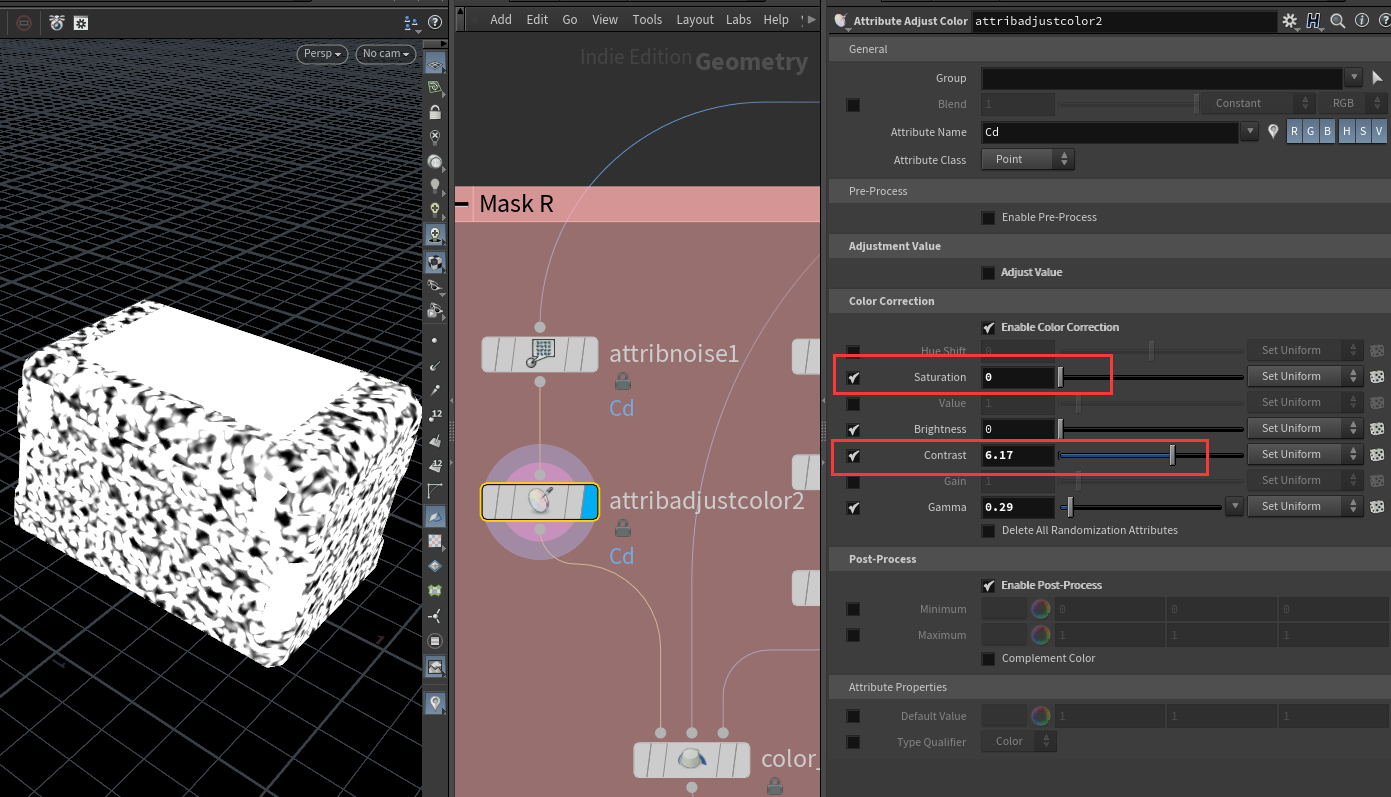 Persp
No cam
12
12
Add Edit Go View Tools Layout Labs Help
Indie Edition Geometry
Mask R
attribnoise1
Cd
attribadjustcolor2
Cd
color_
Attribute Adjust Color attribadjustcolor2
General
Group
Blend 1 Constant RGB
Attribute Name Cd R G B H S V
Attribute Class Point
Pre-Process
Enable Pre-Process
Adjustment Value
Adjust Value
Color Correction
Enable Color Correction
Hue Shift 0 Set Uniform
Saturation 0 Set Uniform
Value 1 Set Uniform
Brightness 0 Set Uniform
Contrast 6.17 Set Uniform
Gain 1 Set Uniform
Gamma 0.29 Set Uniform
Delete All Randomization Attributes
Post-Process
Enable Post-Process
Minimum 0 0 0
Maximum 1 1 1
Complement Color
Attribute Properties
Default Value 1 1 1
Type Qualifier Color